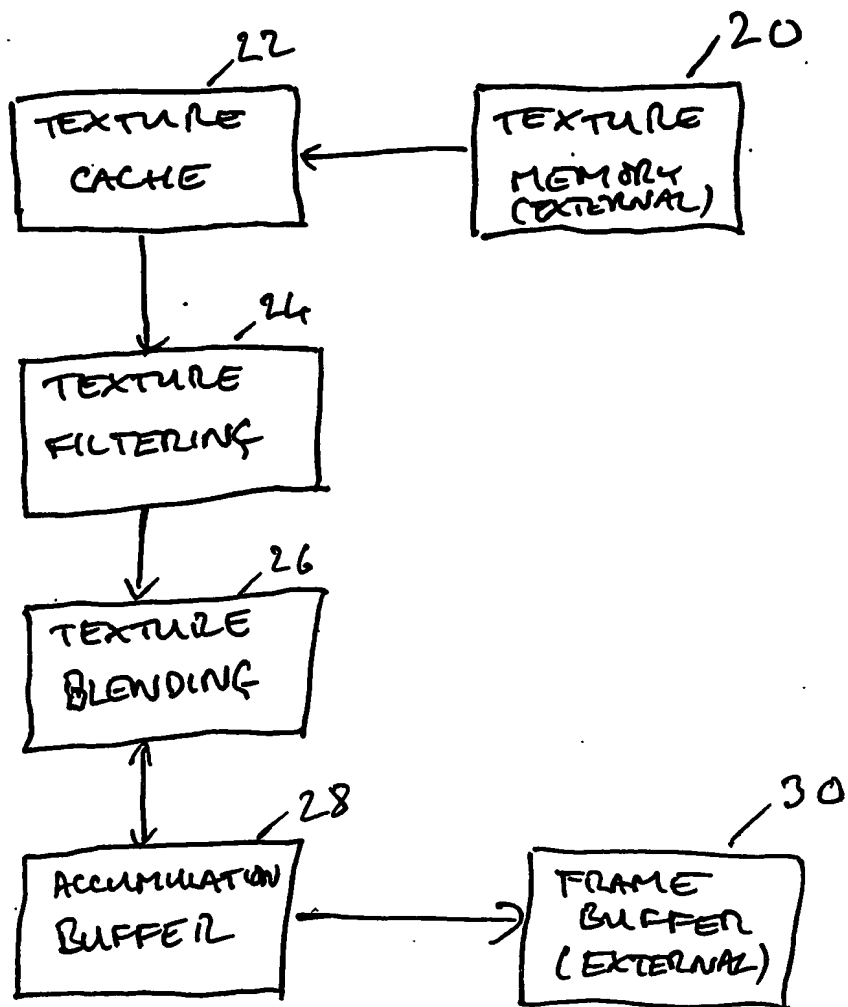 22
TEXTURE
CACHE
20
TEXTURE
MEMORY
(EXTERNAL)
24
TEXTURE
FILTERING
26
TEXTURE
BLENDING
28
ACCUMULATION
BUFFER
30
FRAME
BUFFER
(EXTERNAL)